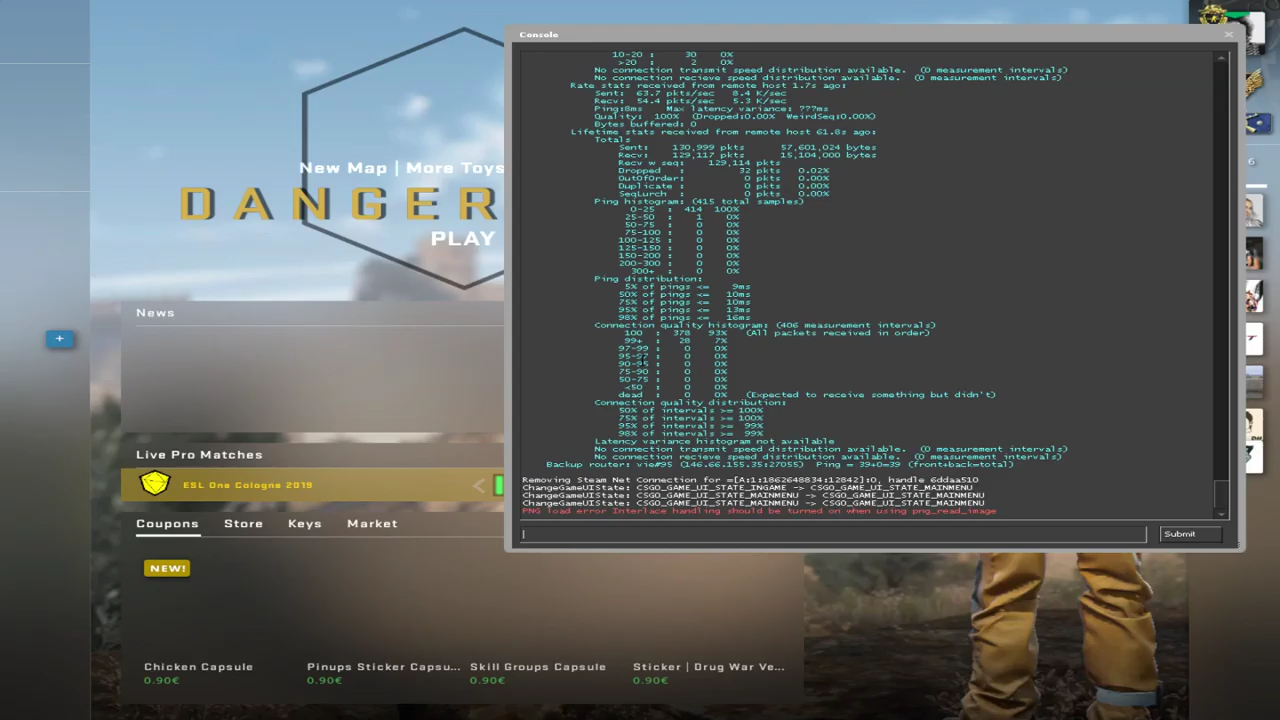 New Map | More Toys
DANGER
PLAY
News
Live Pro Matches
ESL One Cologne 2019
Coupons Store Keys Market
NEW!
Chicken Capsule Pinups Sticker Capsu... Skill Groups Capsule Sticker | Drug War Ve...
0.90€ 0.90€ 0.90€ 0.90€
Console
10-20 : 30 0%
>20 : 2 0%
No connection transmit speed distribution available. (0 measurement intervals)
No connection recieve speed distribution available. (0 measurement intervals)
Rate stats received from remote host 1.7s ago:
Sent: 63.7 pkts/sec 8.4 K/sec
Recv: 54.4 pkts/sec 5.3 K/sec
Ping:8ms Max latency variance: ???ms
Quality: 100% (Dropped:0.00% WeirdSeq:0.00%)
Bytes buffered: 0
Lifetime stats received from remote host 61.8s ago:
Totals
Sent: 130,999 pkts 57,601,024 bytes
Recv: 129,117 pkts 15,104,000 bytes
Recv w seq: 129,114 pkts
Dropped : 32 pkts 0.02%
OutOfOrder: 0 pkts 0.00%
Duplicate : 0 pkts 0.00%
SeqLurch : 0 pkts 0.00%
Ping histogram: (415 total samples)
0-25 : 414 100%
25-50 : 1 0%
50-75 : 0 0%
75-100 : 0 0%
100-125 : 0 0%
125-150 : 0 0%
150-200 : 0 0%
200-300 : 0 0%
300+ : 0 0%
Ping distribution:
5% of pings <= 9ms
50% of pings <= 10ms
75% of pings <= 10ms
95% of pings <= 13ms
98% of pings <= 16ms
Connection quality histogram: (406 measurement intervals)
100 : 378 93% (All packets received in order)
99+ : 28 7%
97-99 : 0 0%
95-97 : 0 0%
90-95 : 0 0%
75-90 : 0 0%
50-75 : 0 0%
<50 : 0 0%
dead : 0 0% (Expected to receive something but didn't)
Connection quality distribution:
50% of intervals >= 100%
75% of intervals >= 100%
95% of intervals >= 99%
98% of intervals >= 99%
Latency variance histogram not available
No connection transmit speed distribution available. (0 measurement intervals)
No connection recieve speed distribution available. (0 measurement intervals)
Backup router: vie#95 (146.66.155.35:27055) Ping = 39+0=39 (front+back=total)
Removing Steam Net Connection for =[A:1:1862648834:12842]:0, handle 6ddaa510
ChangeGameUIState: CSGO_GAME_UI_STATE_INGAME -> CSGO_GAME_UI_STATE_MAINMENU
ChangeGameUIState: CSGO_GAME_UI_STATE_MAINMENU -> CSGO_GAME_UI_STATE_MAINMENU
ChangeGameUIState: CSGO_GAME_UI_STATE_MAINMENU -> CSGO_GAME_UI_STATE_MAINMENU
PNG load error Interlace handling should be turned on when using png_read_image
Submit
6